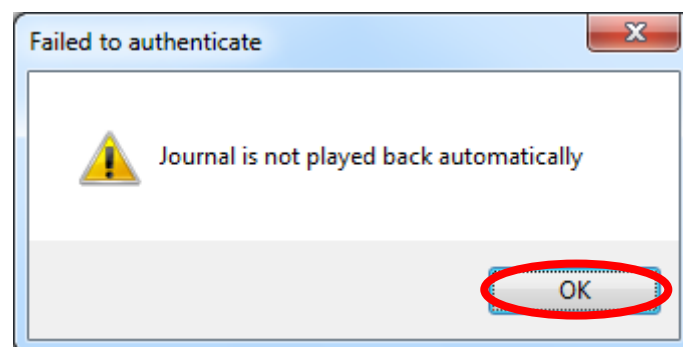 Failed to authenticate
Journal is not played back automatically
OK